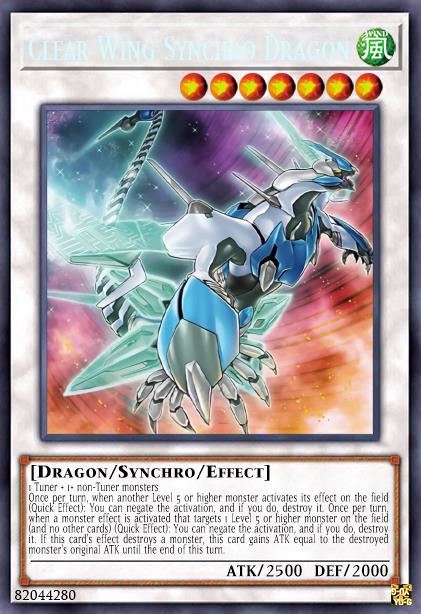 Clear Wing Synchro Dragon
WIND
風
[Dragon/Synchro/Effect]
1 Tuner + 1+ non-Tuner monsters
Once per turn, when another Level 5 or higher monster activates its effect on the field
(Quick Effect): You can negate the activation, and if you do, destroy it. Once per turn,
when a monster effect is activated that targets 1 Level 5 or higher monster on the field
(and no other cards) (Quick Effect): You can negate the activation, and if you do, destroy
it. If this card's effect destroys a monster, this card gains ATK equal to the destroyed
monster's original ATK until the end of this turn.
ATK/2500 DEF/2000
82044280